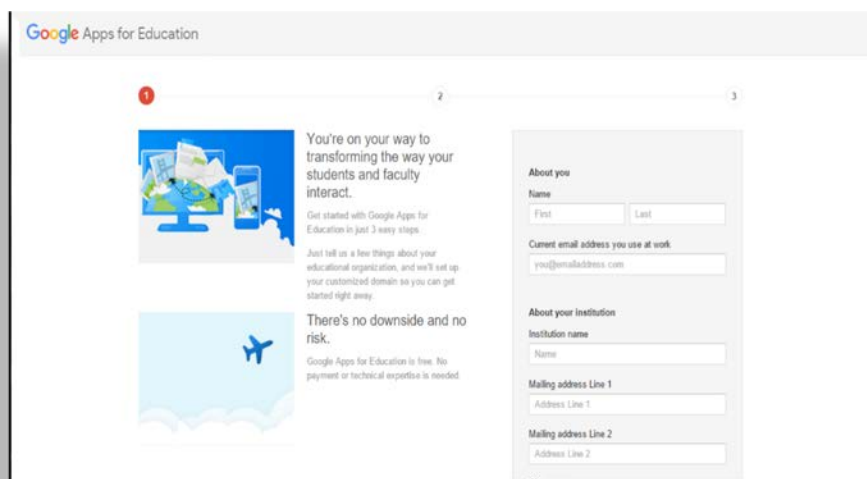 Google Apps for Education
1
2
3
You're on your way to
transforming the way your
students and faculty
interact.
Get started with Google Apps for
Education in just 3 easy steps.
Just tell us a few things about your
educational organization, and we'll set up
your customized domain so you can get
started right away.
There's no downside and no
risk.
Google Apps for Education is free. No
payment or technical expertise is needed.
About you
Name
First Last
Current email address you use at work
you@emailaddress.com
About your institution
Institution name
Name
Mailing address Line 1
Address Line 1
Mailing address Line 2
Address Line 2